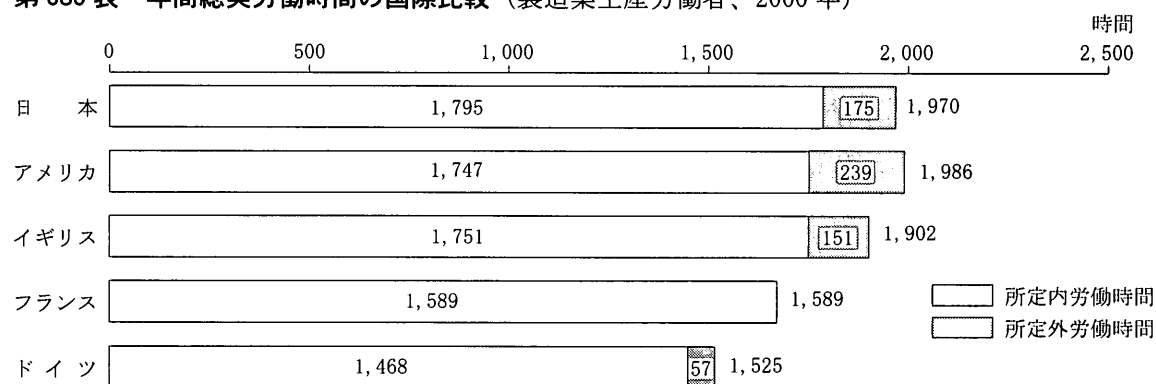 第 685 表　年間総実労働時間の国際比較（製造業生産労働者、2000 年）
時間
0 500 1,000 1,500 2,000 2,500
日　本 1,795 175 1,970
アメリカ 1,747 239 1,986
イギリス 1,751 151 1,902
フランス 1,589 1,589
所定内労働時間
所定外労働時間
ドイツ 1,468 57 1,525